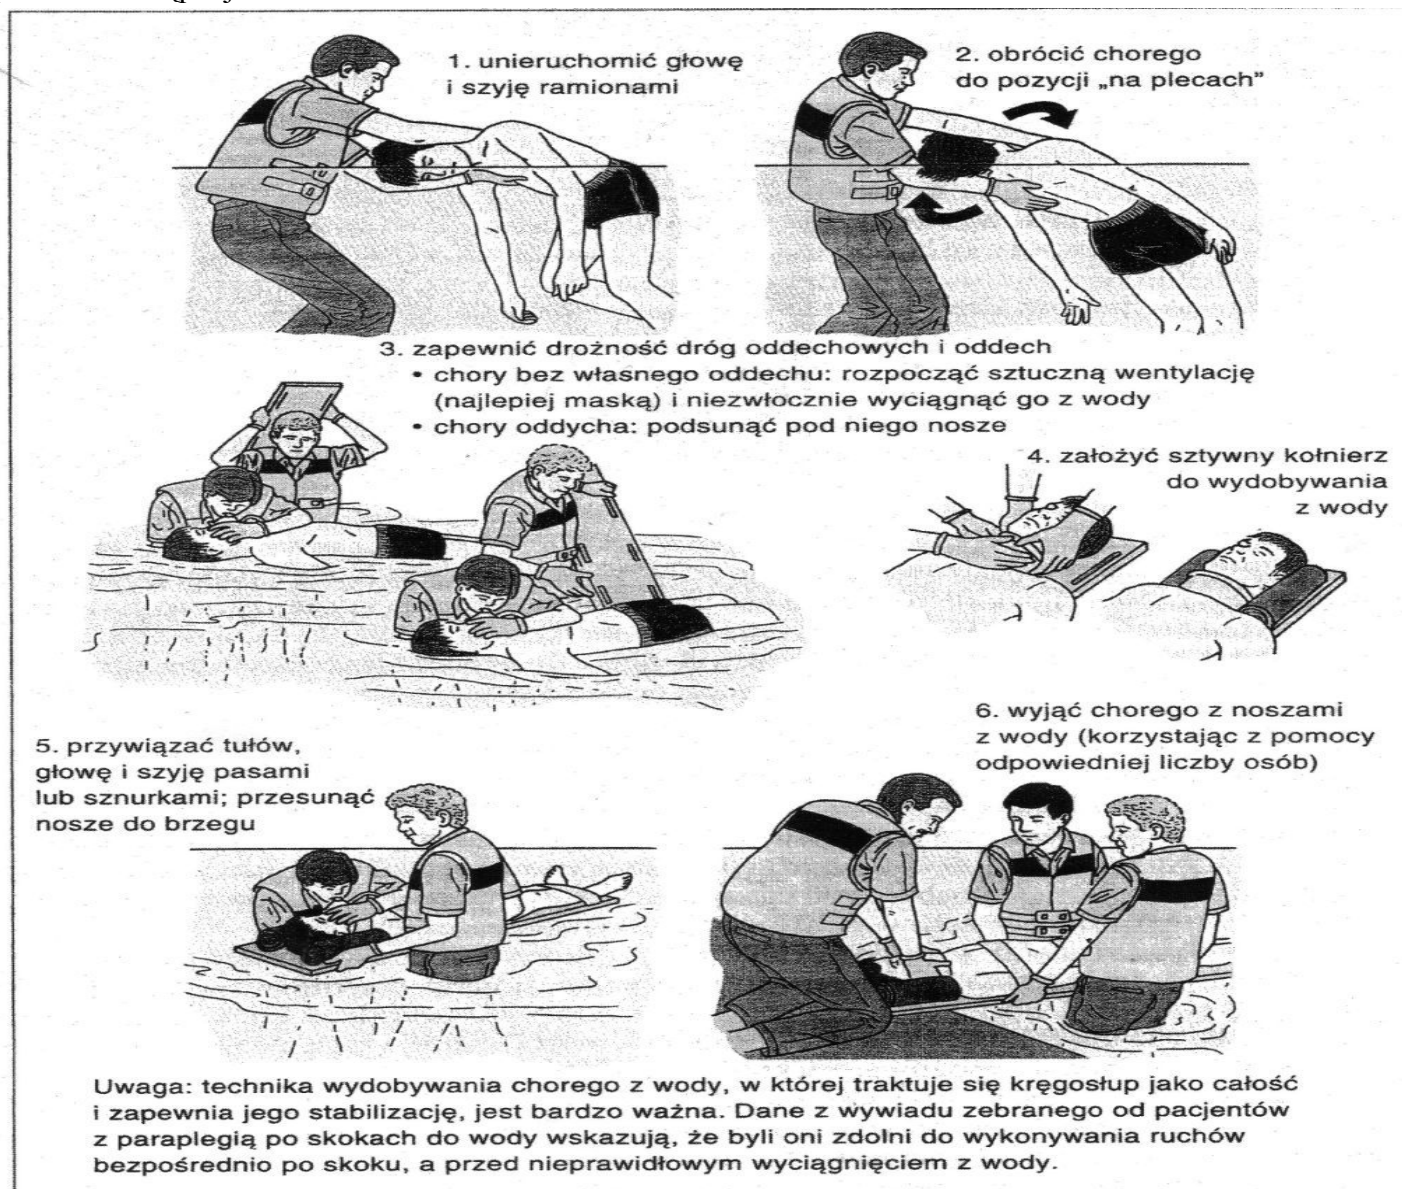 1. unieruchomić głowę
i szyję ramionami
2. obrócić chorego
do pozycji „na plecach”
3. zapewnić drożność dróg oddechowych i oddech
• chory bez własnego oddechu: rozpocząć sztuczną wentylację
(najlepiej maską) i niezwłocznie wyciągnąć go z wody
• chory oddycha: podsunąć pod niego nosze
4. założyć sztywny kołnierz
do wydobywania
z wody
5. przywiązać tułów,
głowę i szyję pasami
lub sznurkami; przesunąć
nosze do brzegu
6. wyjąć chorego z noszami
z wody (korzystając z pomocy
odpowiedniej liczby osób)
Uwaga: technika wydobywania chorego z wody, w której traktuje się kręgosłup jako całość
i zapewnia jego stabilizację, jest bardzo ważna. Dane z wywiadu zebranego od pacjentów
z paraplegią po skokach do wody wskazują, że byli oni zdolni do wykonywania ruchów
bezpośrednio po skoku, a przed nieprawidłowym wyciągnięciem z wody.